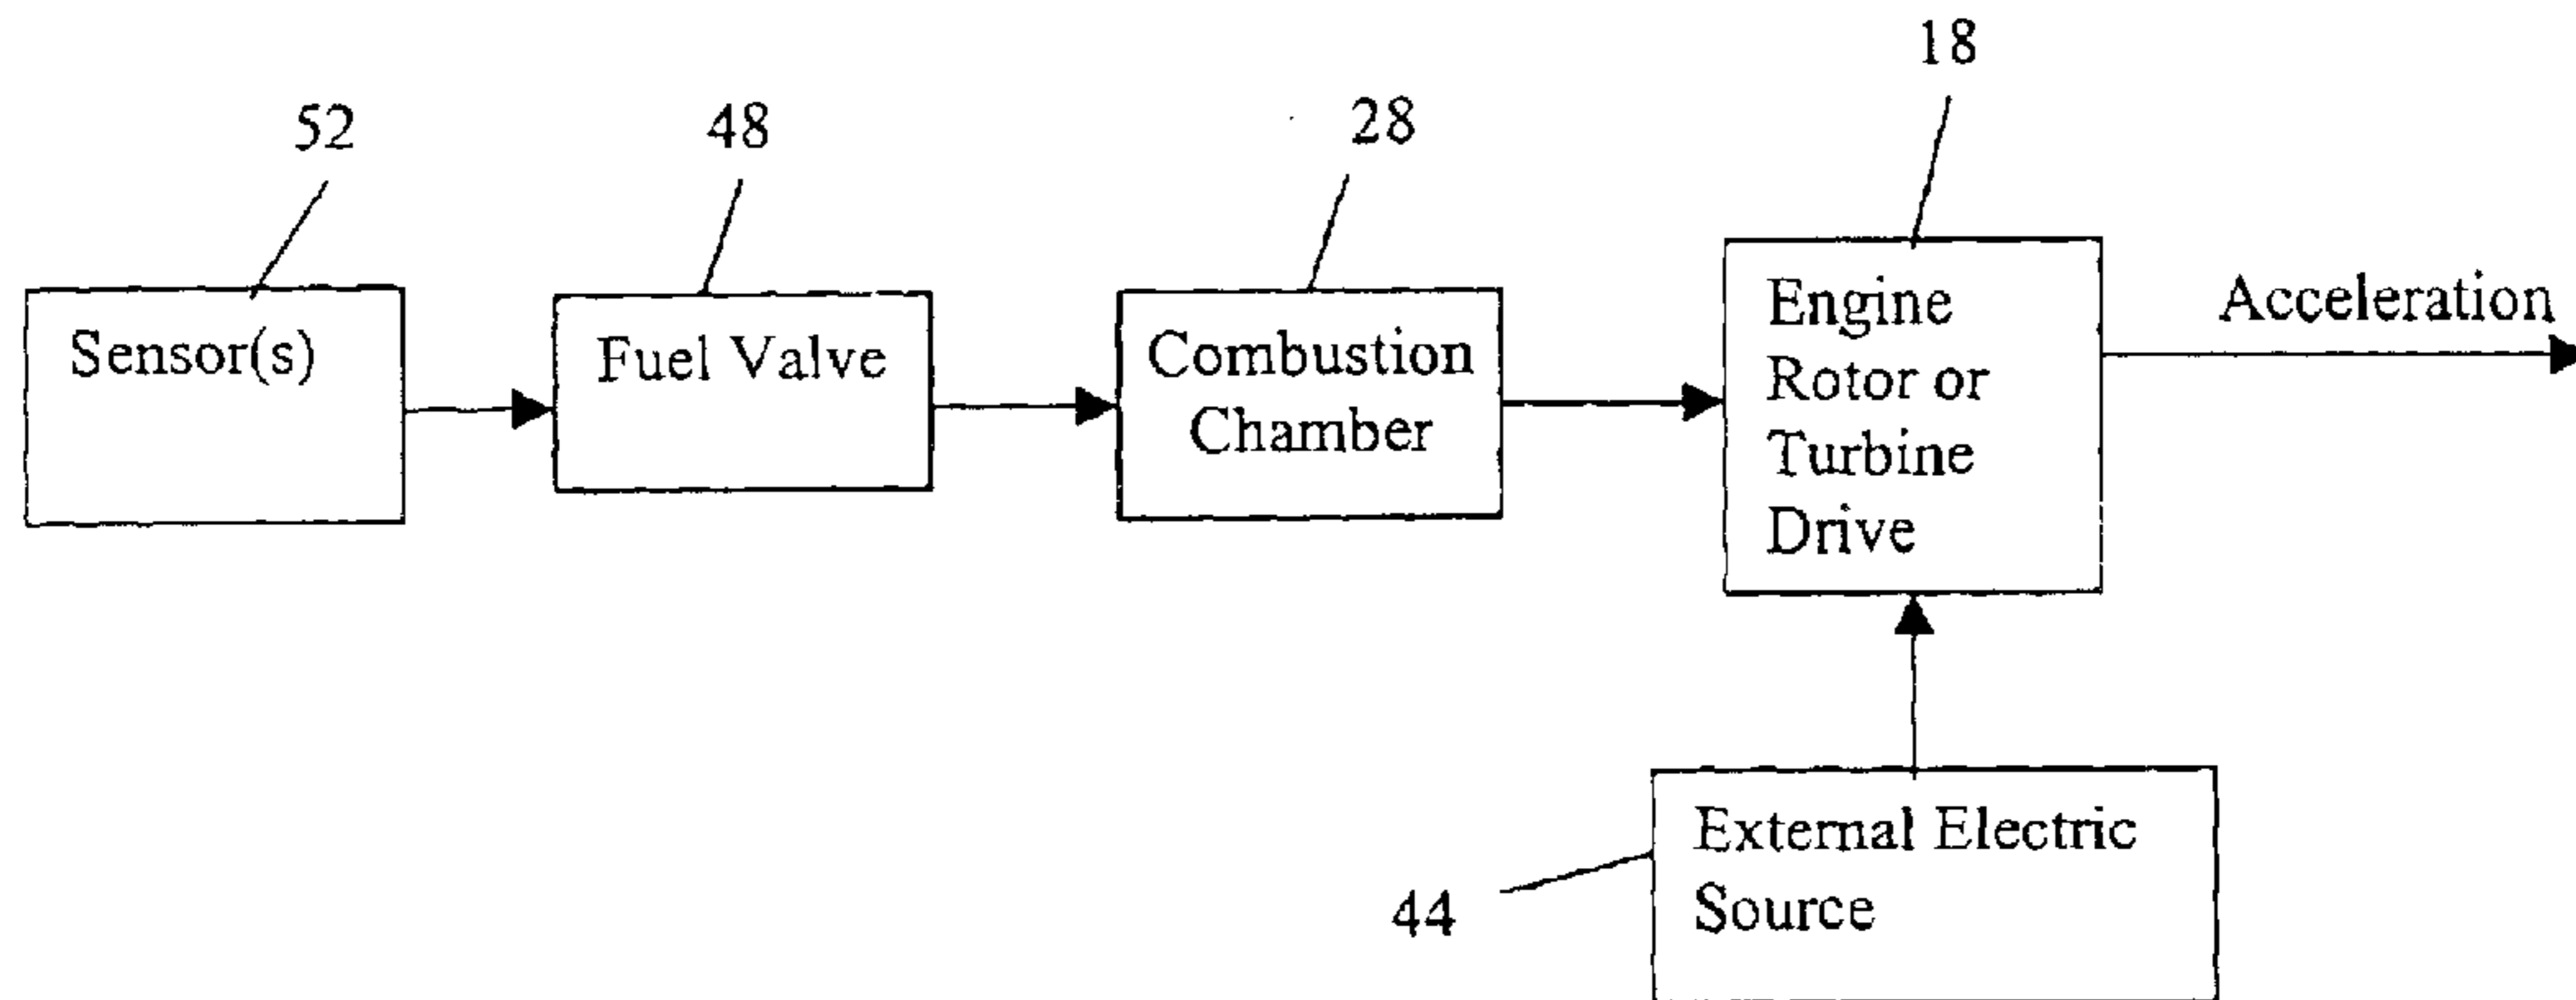 18
52
48
28
Sensor(s)
Fuel Valve
Combustion
Chamber
Engine
Rotor or
Turbine
Drive
Acceleration
External Electric
Source
44